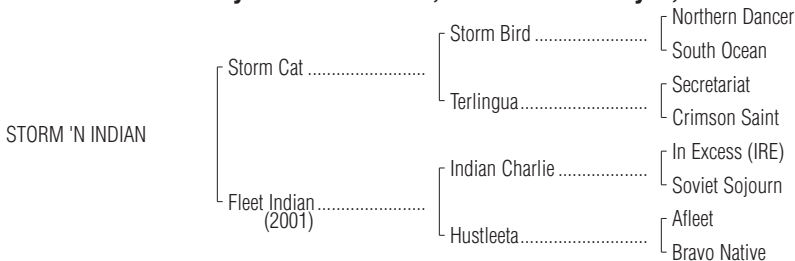 Northern Dancer
Storm Bird ........................
South Ocean
Storm Cat .........................
Secretariat
Terlingua...........................
Crimson Saint
STORM 'N INDIAN
In Excess (IRE)
Indian Charlie ...................
Soviet Sojourn
Fleet Indian.......................
(2001)
Afleet
Hustleeta...........................
Bravo Native